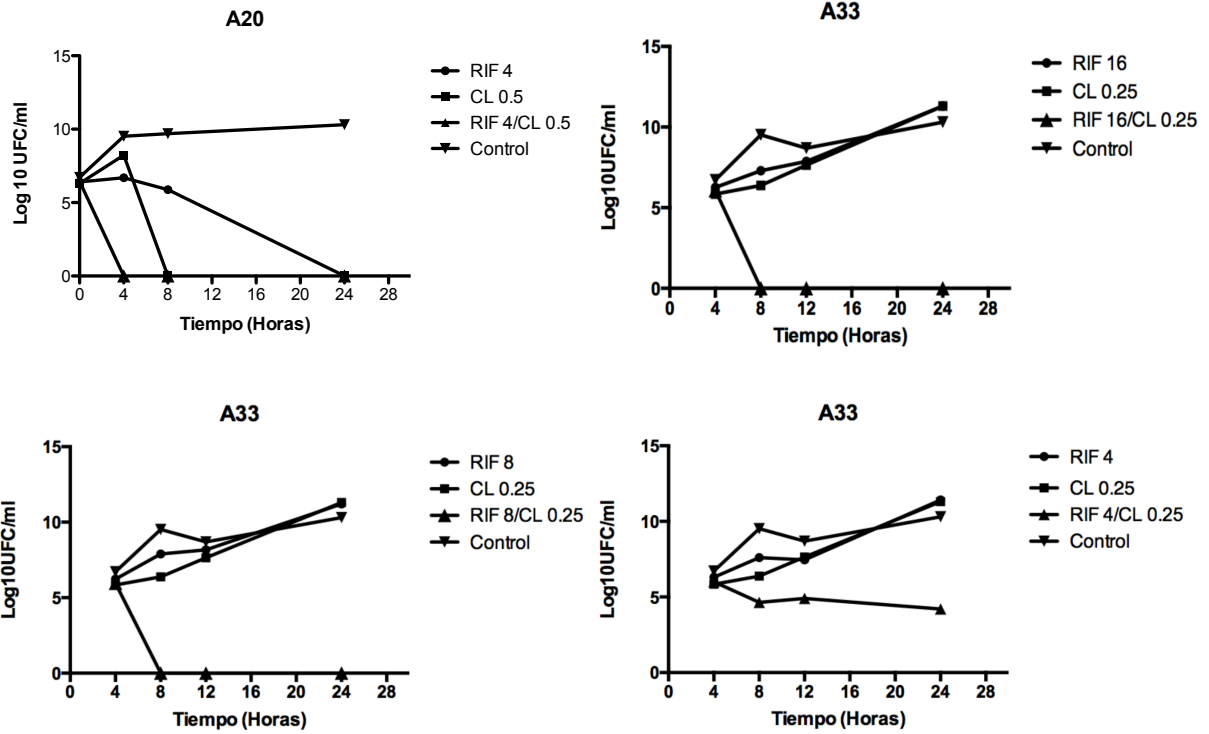 A20
15
10
5
0
Log 10 UFC/ml
0 4 8 12 16 20 24 28
Tiempo (Horas)
RIF 4
CL 0.5
RIF 4/CL 0.5
Control
A33
15
10
5
0
Log10UFC/ml
0 4 8 12 16 20 24 28
Tiempo (Horas)
RIF 16
CL 0.25
RIF 16/CL 0.25
Control
A33
15
10
5
0
Log10UFC/ml
0 4 8 12 16 20 24 28
Tiempo (Horas)
RIF 8
CL 0.25
RIF 8/CL 0.25
Control
A33
15
10
5
0
Log10UFC/ml
0 4 8 12 16 20 24 28
Tiempo (Horas)
RIF 4
CL 0.25
RIF 4/CL 0.25
Control